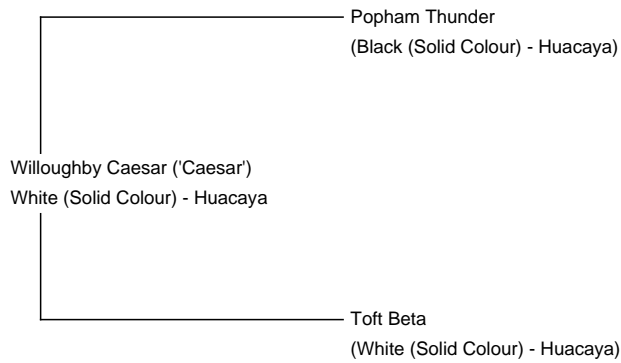 Popham Thunder
(Black (Solid Colour) - Huacaya)
Willoughby Caesar ('Caesar')
White (Solid Colour) - Huacaya
Toft Beta
(White (Solid Colour) - Huacaya)